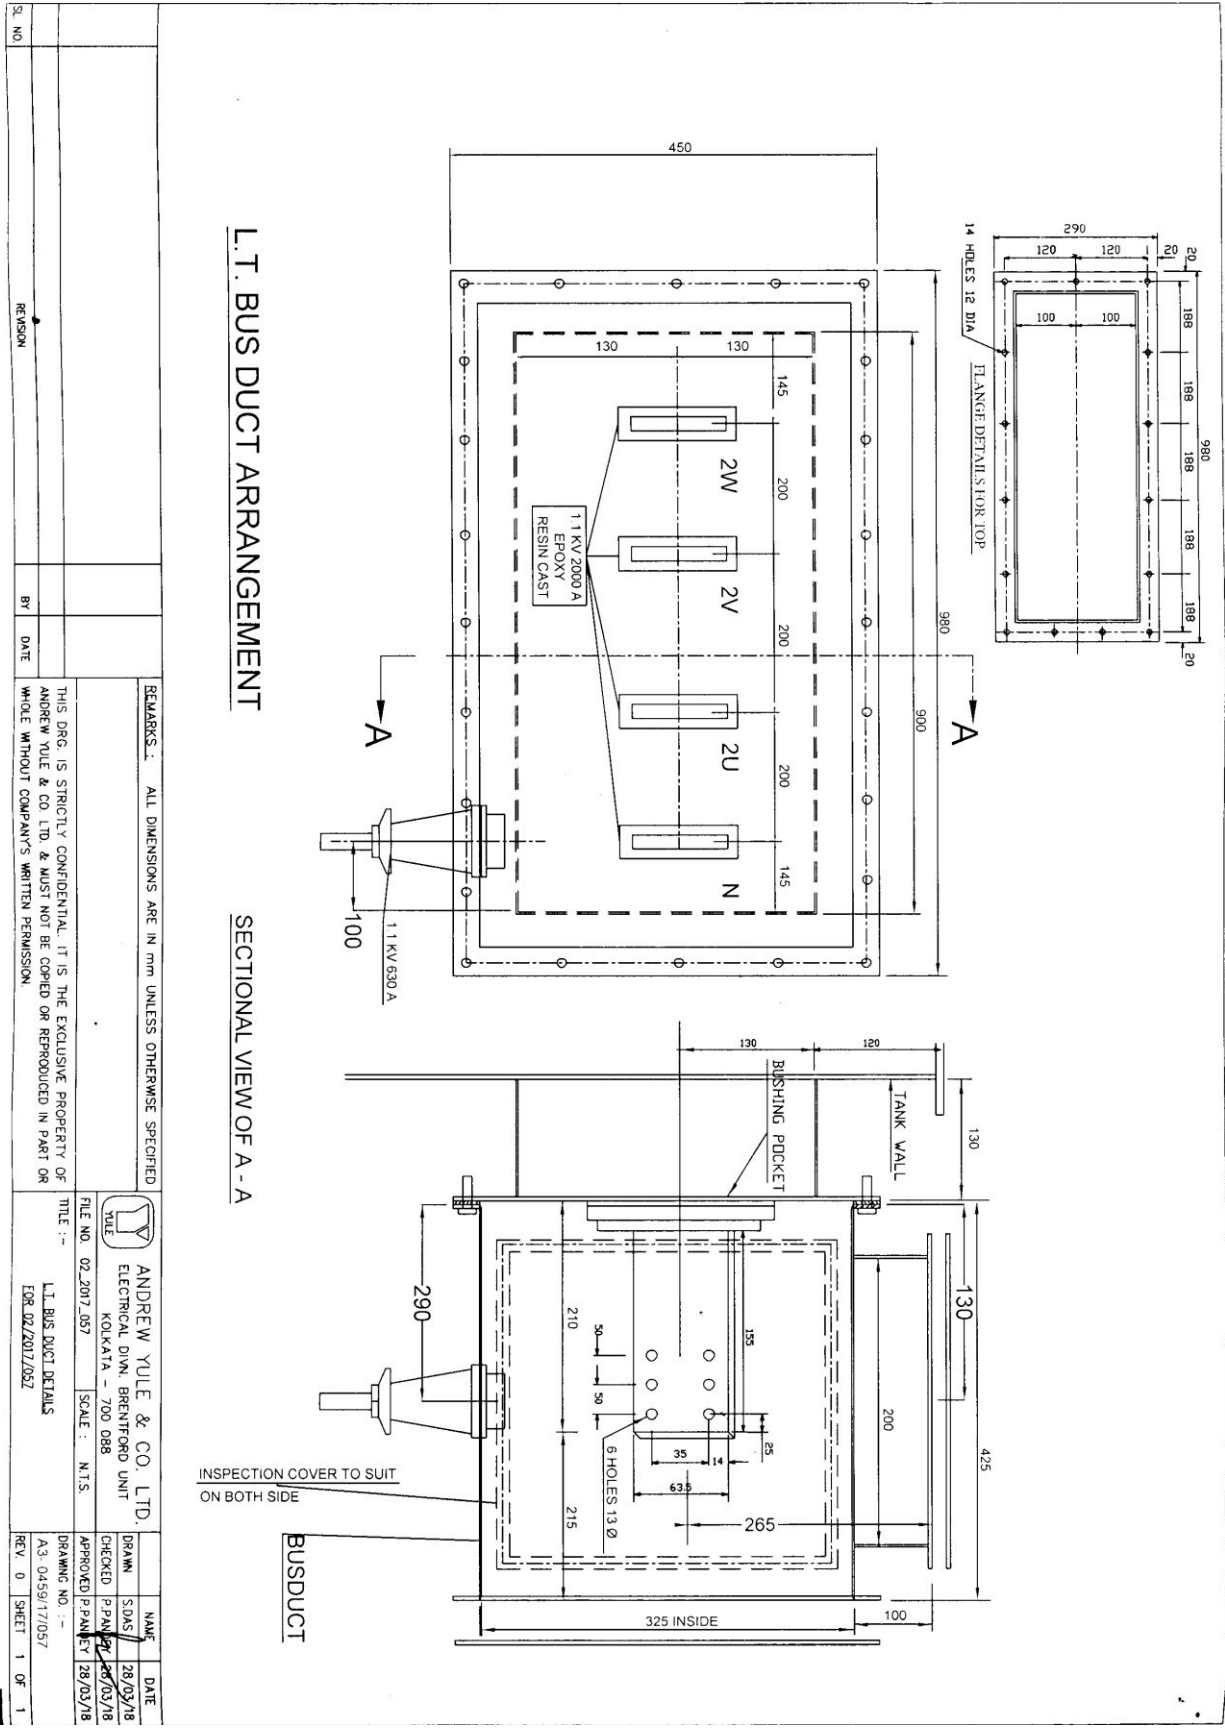 290
120
120
20
20
188
188
188
188
188
20
980
100
100
14 HOLES 12 DIA
FLANGE DETAILS FOR TOP
450
980
900
130
130
145
200
200
200
145
2W
2V
2U
N
1.1 KV 2000 A
EPOXY
RESIN CAST
A
A
1.1 KV 630 A
100
L.T. BUS DUCT ARRANGEMENT
SECTIONAL VIEW OF A - A
130
120
BUSHING POCKET
TANK WALL
130
130
425
290
210
215
155
50
50
25
35
14
63.5
6 HOLES 13 Ø
200
265
100
325 INSIDE
INSPECTION COVER TO SUIT
ON BOTH SIDE
BUSDUCT
SL. NO.
REVISION
BY
DATE
REMARKS : ALL DIMENSIONS ARE IN mm UNLESS OTHERWISE SPECIFIED
THIS DRG. IS STRICTLY CONFIDENTIAL. IT IS THE EXCLUSIVE PROPERTY OF
ANDREW YULE & CO. LTD. & MUST NOT BE COPIED OR REPRODUCED IN PART OR
WHOLE WITHOUT COMPANY'S WRITTEN PERMISSION.
YULE
ANDREW YULE & CO. LTD.
ELECTRICAL DIVN. BRENTFORD UNIT
KOLKATA - 700 088
FILE NO. 02_2017_057 SCALE : N.T.S.
TITLE :-
L.T. BUS DUCT DETAILS
FOR 02/2017/057
NAME DATE
DRAWN S.DAS 28/03/18
CHECKED P.PANDEY 28/03/18
APPROVED P.PANDEY 28/03/18
DRAWING NO. :-
A3- 0459/17/057
REV. 0 SHEET 1 OF 1